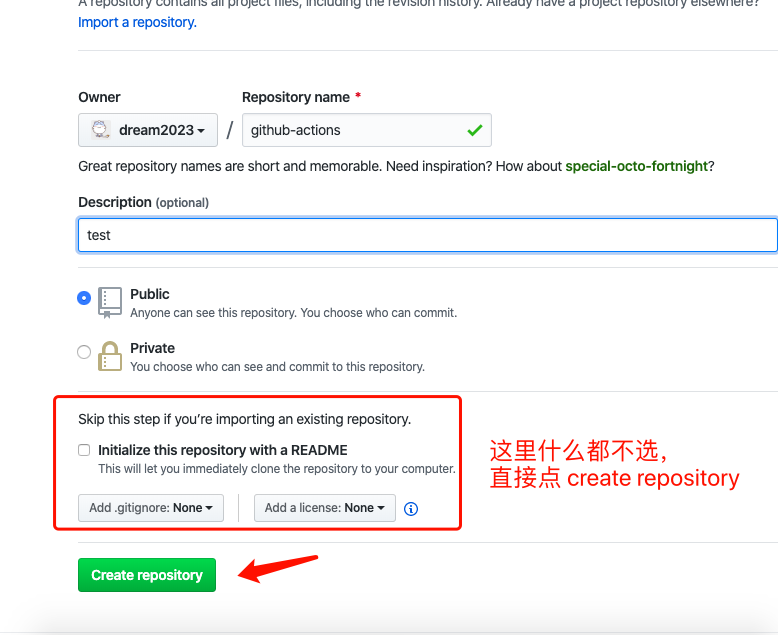 A repository contains all project files, including the revision history. Already have a project repository elsewhere?
Import a repository.
Owner
Repository name *
dream2023 / github-actions
Great repository names are short and memorable. Need inspiration? How about special-octo-fortnight?
Description (optional)
test
Public
Anyone can see this repository. You choose who can commit.
Private
You choose who can see and commit to this repository.
Skip this step if you’re importing an existing repository.
Initialize this repository with a README
This will let you immediately clone the repository to your computer.
Add .gitignore: None
Add a license: None
这里什么都不选,
直接点 create repository
Create repository